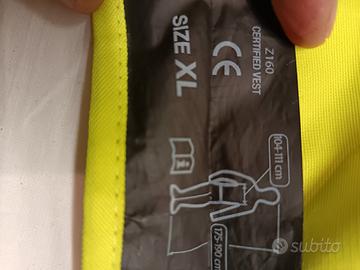 Z160
CERTIFIED VEST
CE
SIZE XL
104-111 cm
175-190 cm
i
subito